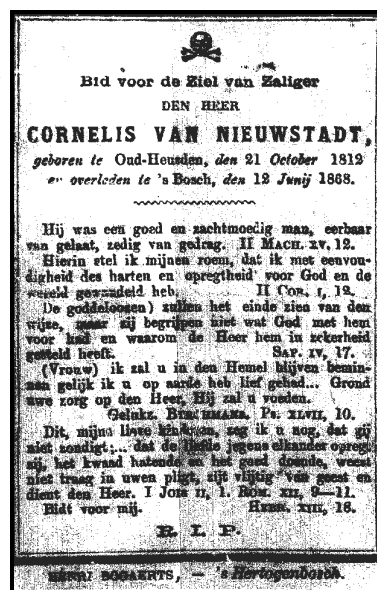 Bid voor de Ziel van Zaliger
DEN HEER
CORNELIS VAN NIEUWSTADT,
geboren te Oud-Heusden, den 21 October 1812
en overleden te 's Bosch, den 12 Junij 1868.
Hij was een goed en zachtmoedig man, eerbaar
van gelaat, zedig van gedrag. II MACH. XV, 12.
Hierin stel ik mijnen roem, dat ik met eenvou-
digheid des harten en opregtheid voor God en de
wereld gewandeld heb. II COR. I, 12.
De goddeloozen) zullen het einde zien van den
wijze, maar zij begrijpen niet wat God met hem
voor had en waarom de Heer hem in zekerheid
gesteld heeft. SAP. IV, 17.
(Vrouw) ik zal u in den Hemel blijven bemin-
nen gelijk ik u op aarde heb lief gehad... Grond
uwe zorg op den Heer, Hij zal u voeden.
Gelukz. BERCHMANS. PS. XLVII, 10.
Dit, mijne lieve kinderen, zeg ik u nog, dat gij
niet zondigt;... dat de liefde jegens elkander opregt
zij, het kwaad hatende en het goed doende, weest
niet traag in uwen pligt, zijt vlijtig van geest en
dient den Heer. I JOIS II, 1. ROM. XII, 9—11.
Bidt voor mij. HEBR. XIII, 18.
R. I. P.
HENRI BOGAERTS, — 's Hertogenbosch.